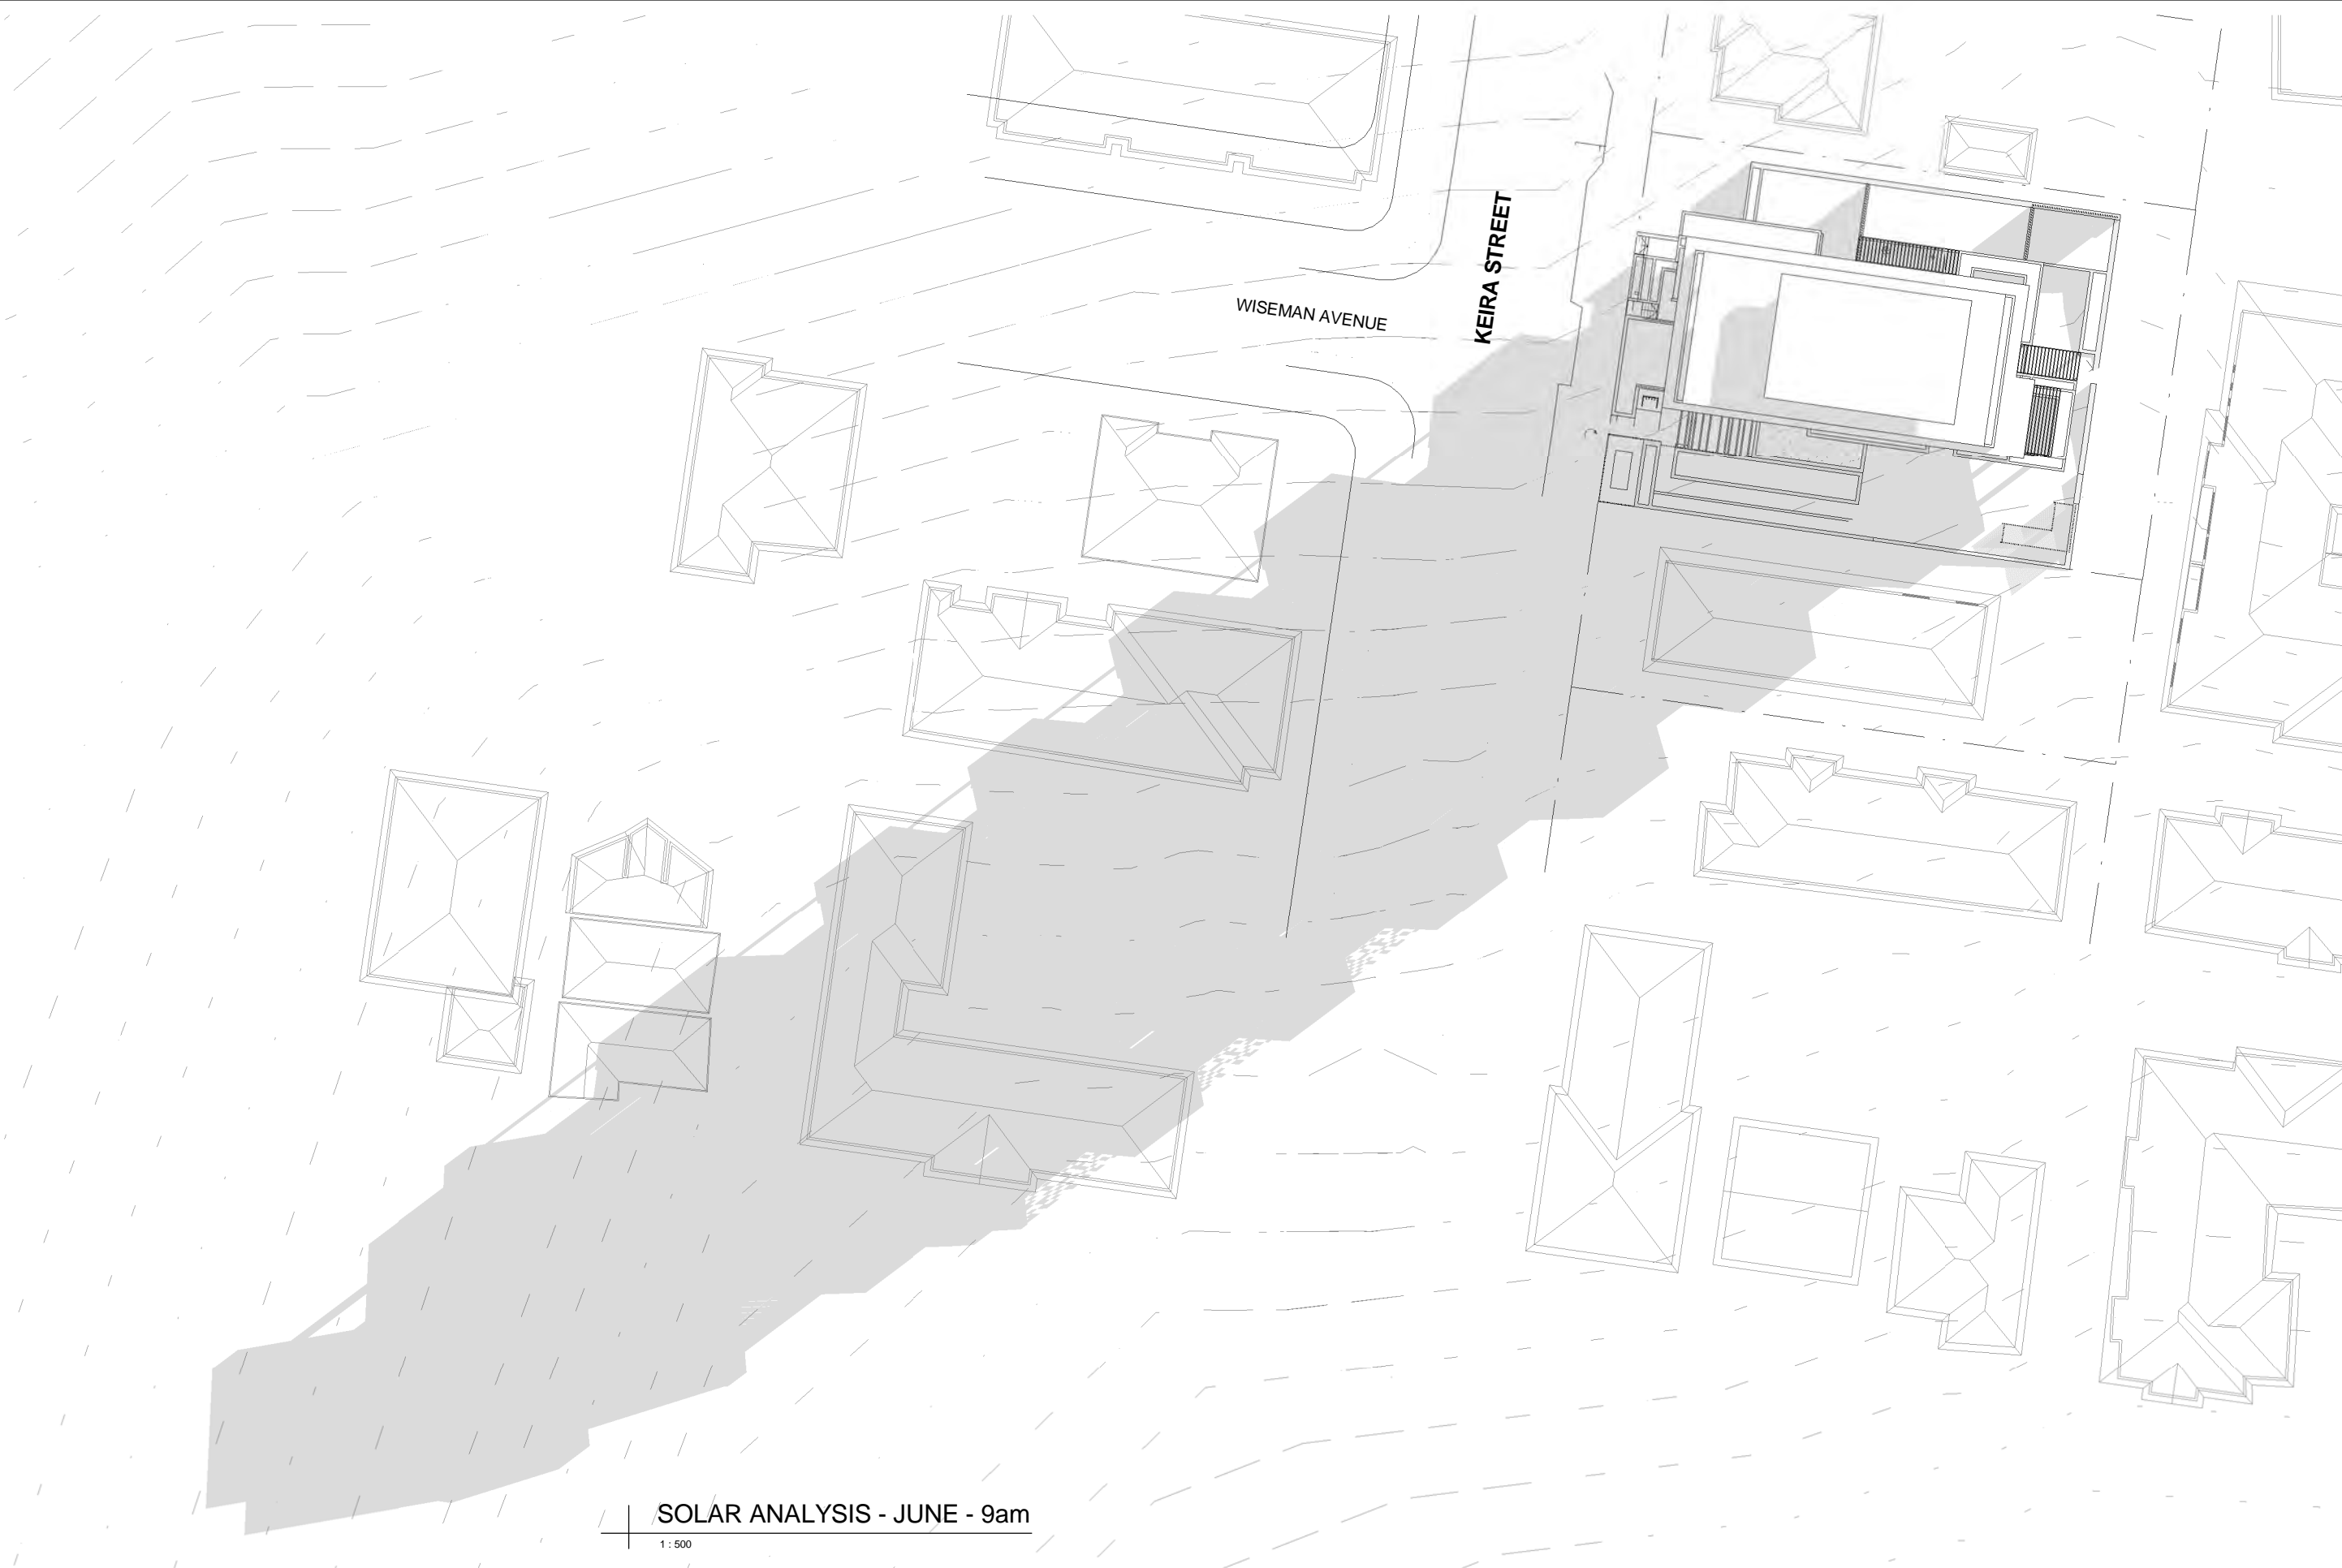 KEIRA STREET
WISEMAN AVENUE
SOLAR ANALYSIS - JUNE - 9am
1 : 500